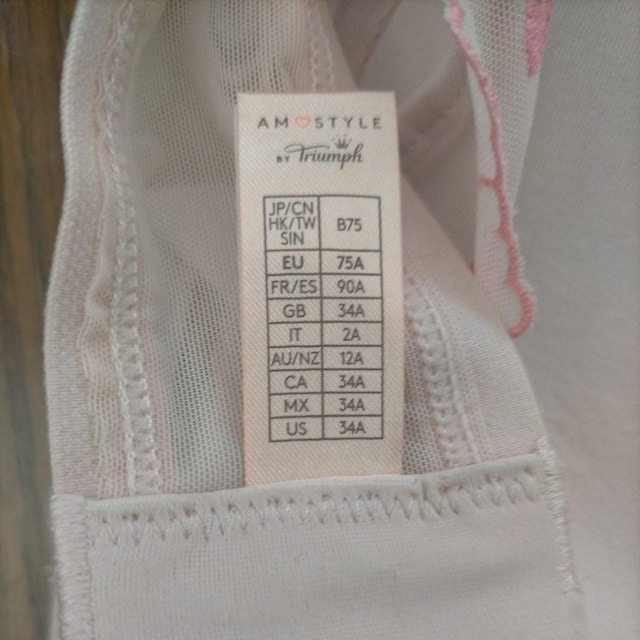 AMO♡STYLE
BY Triumph
JP/CN
HK/TW
SIN B75
EU 75A
FR/ES 90A
GB 34A
IT 2A
AU/NZ 12A
CA 34A
MX 34A
US 34A